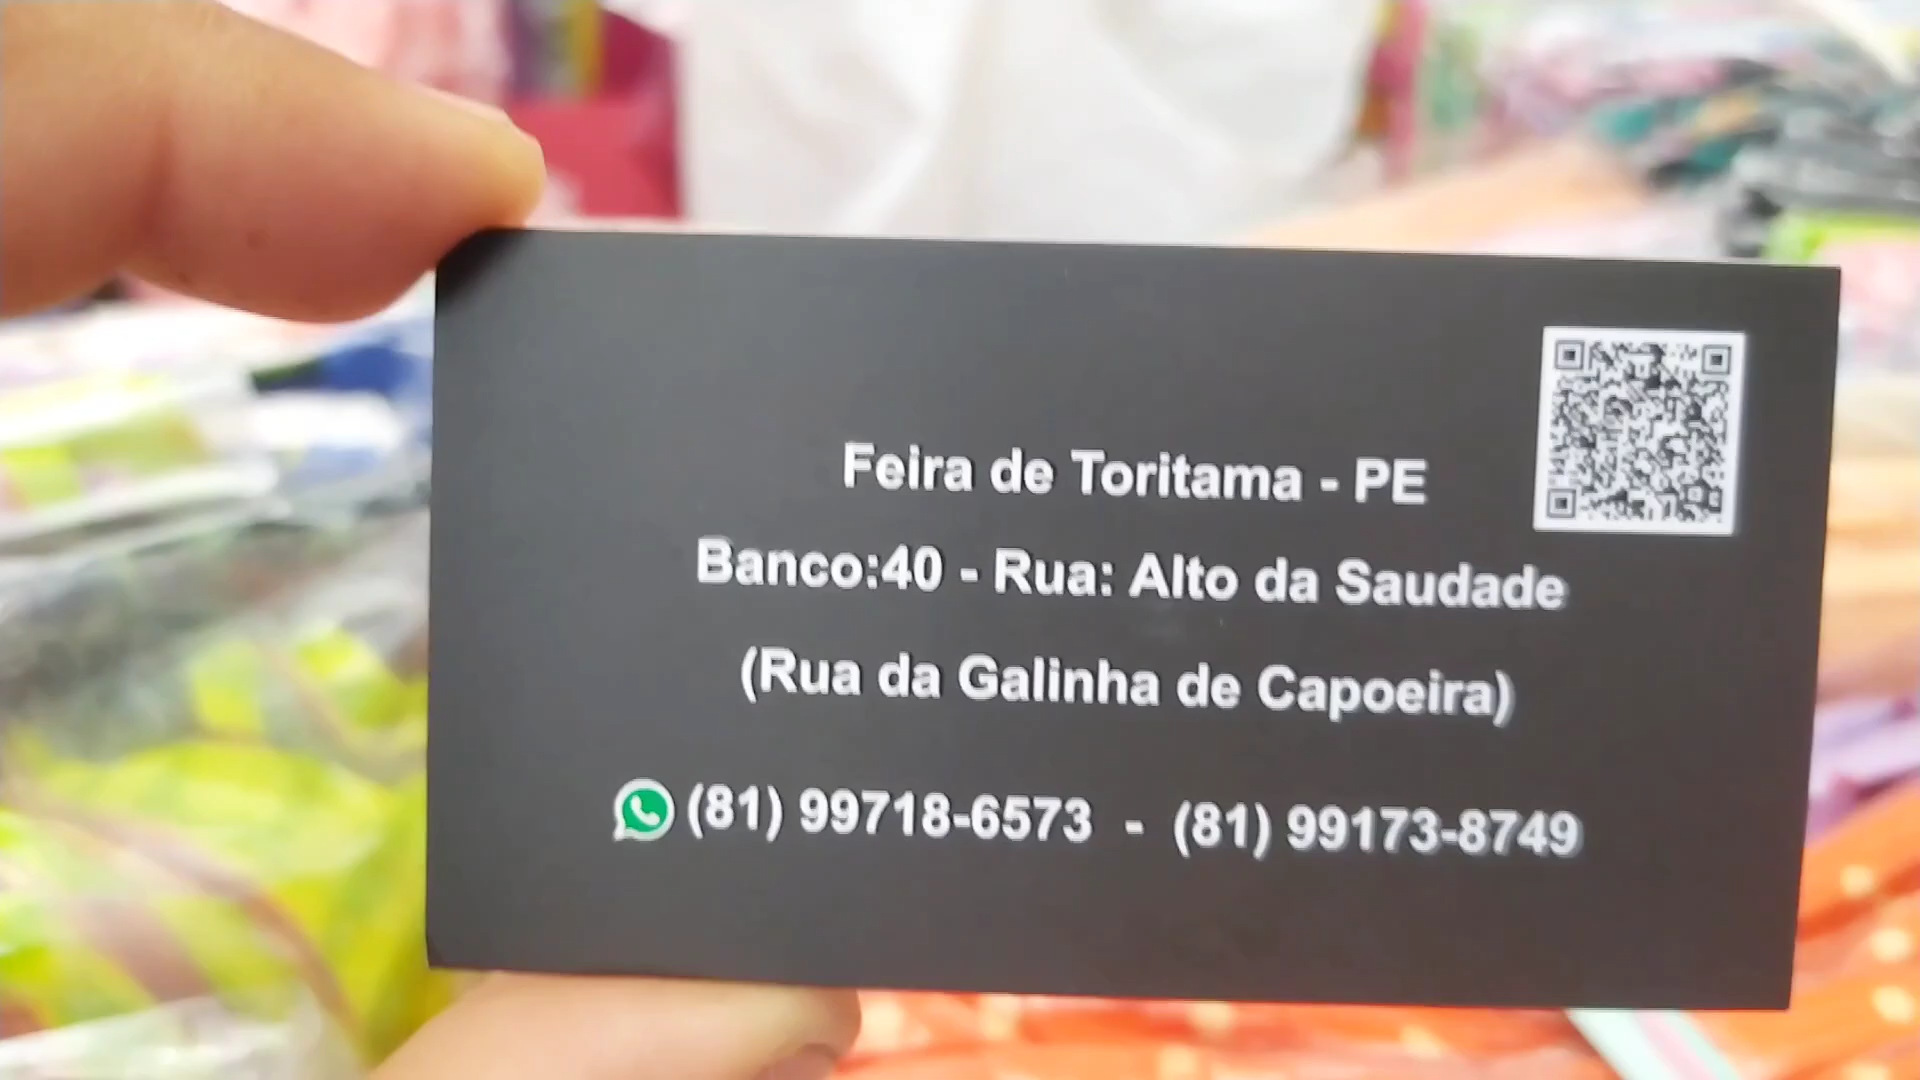 Feira de Toritama - PE
Banco:40 - Rua: Alto da Saudade
(Rua da Galinha de Capoeira)
(81) 99718-6573 - (81) 99173-8749